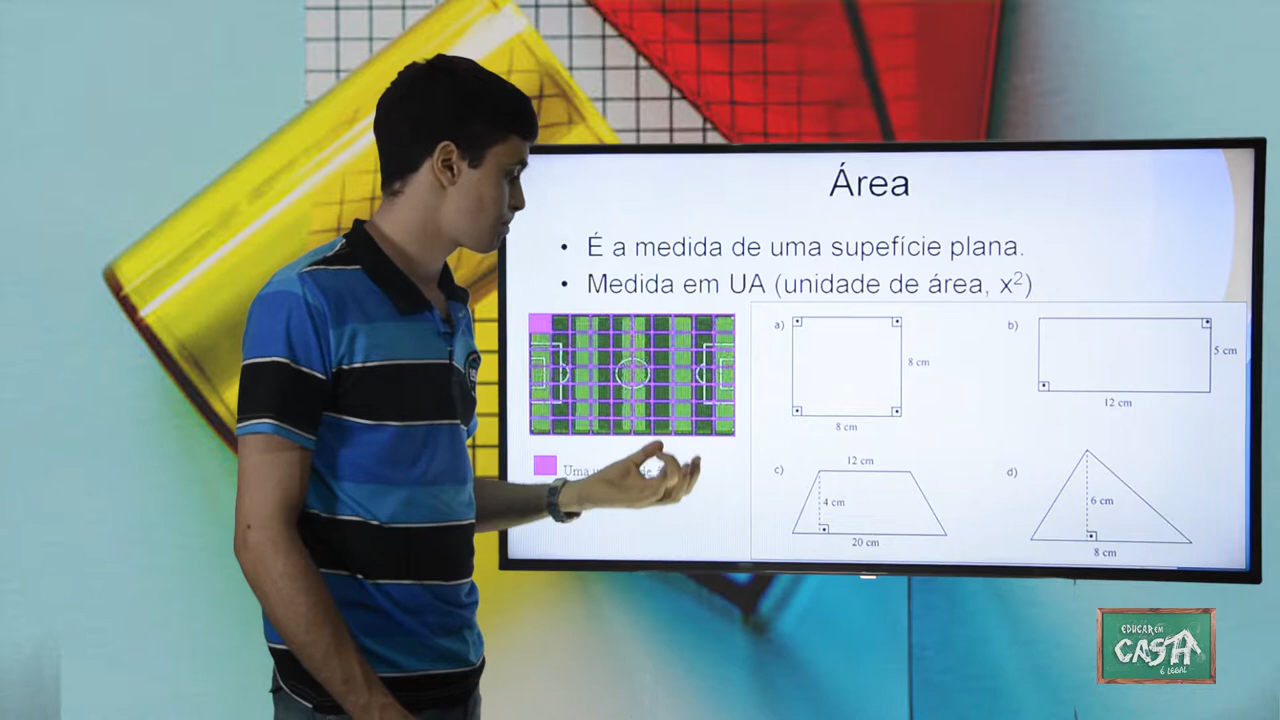 Área
• É a medida de uma supefície plana.
• Medida em UA (unidade de área, x²)
a)
8 cm
8 cm
b)
5 cm
12 cm
Uma
c)
12 cm
4 cm
20 cm
d)
6 cm
8 cm
EDUCAR EM
CASA
É LEGAL